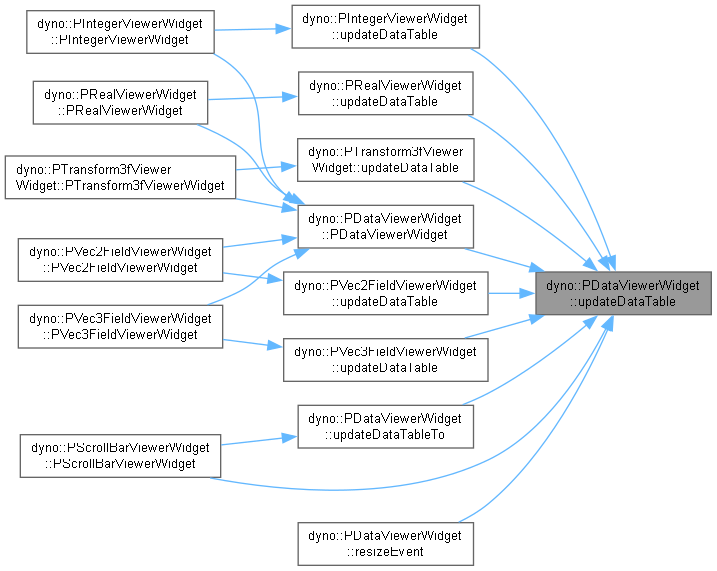 dyno::PIntegerViewerWidget
::PIntegerViewerWidget
dyno::PIntegerViewerWidget
::updateDataTable
dyno::PRealViewerWidget
::PRealViewerWidget
dyno::PRealViewerWidget
::updateDataTable
dyno::PTransform3fViewer
Widget::PTransform3fViewerWidget
dyno::PTransform3fViewer
Widget::updateDataTable
dyno::PDataViewerWidget
::PDataViewerWidget
dyno::PVec2FieldViewerWidget
::PVec2FieldViewerWidget
dyno::PVec2FieldViewerWidget
::updateDataTable
dyno::PDataViewerWidget
::updateDataTable
dyno::PVec3FieldViewerWidget
::PVec3FieldViewerWidget
dyno::PVec3FieldViewerWidget
::updateDataTable
dyno::PDataViewerWidget
::updateDataTableTo
dyno::PScrollBarViewerWidget
::PScrollBarViewerWidget
dyno::PDataViewerWidget
::resizeEvent